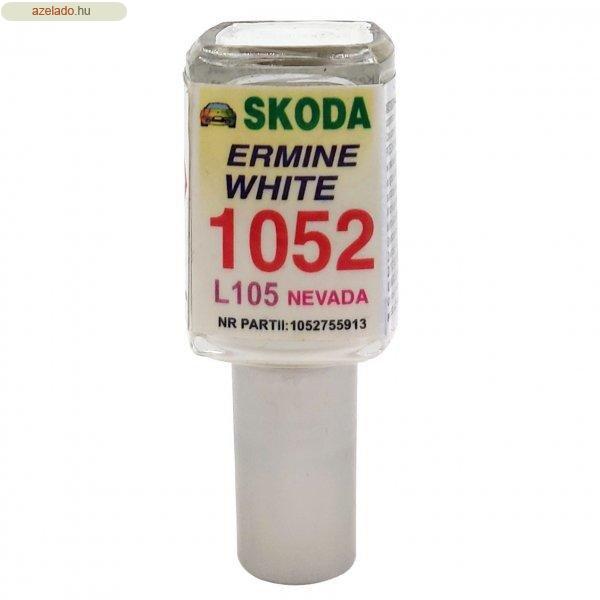 azelado.hu
SKODA
ERMINE
WHITE
1052
L105 NEVADA
NR PARTII:1052755913